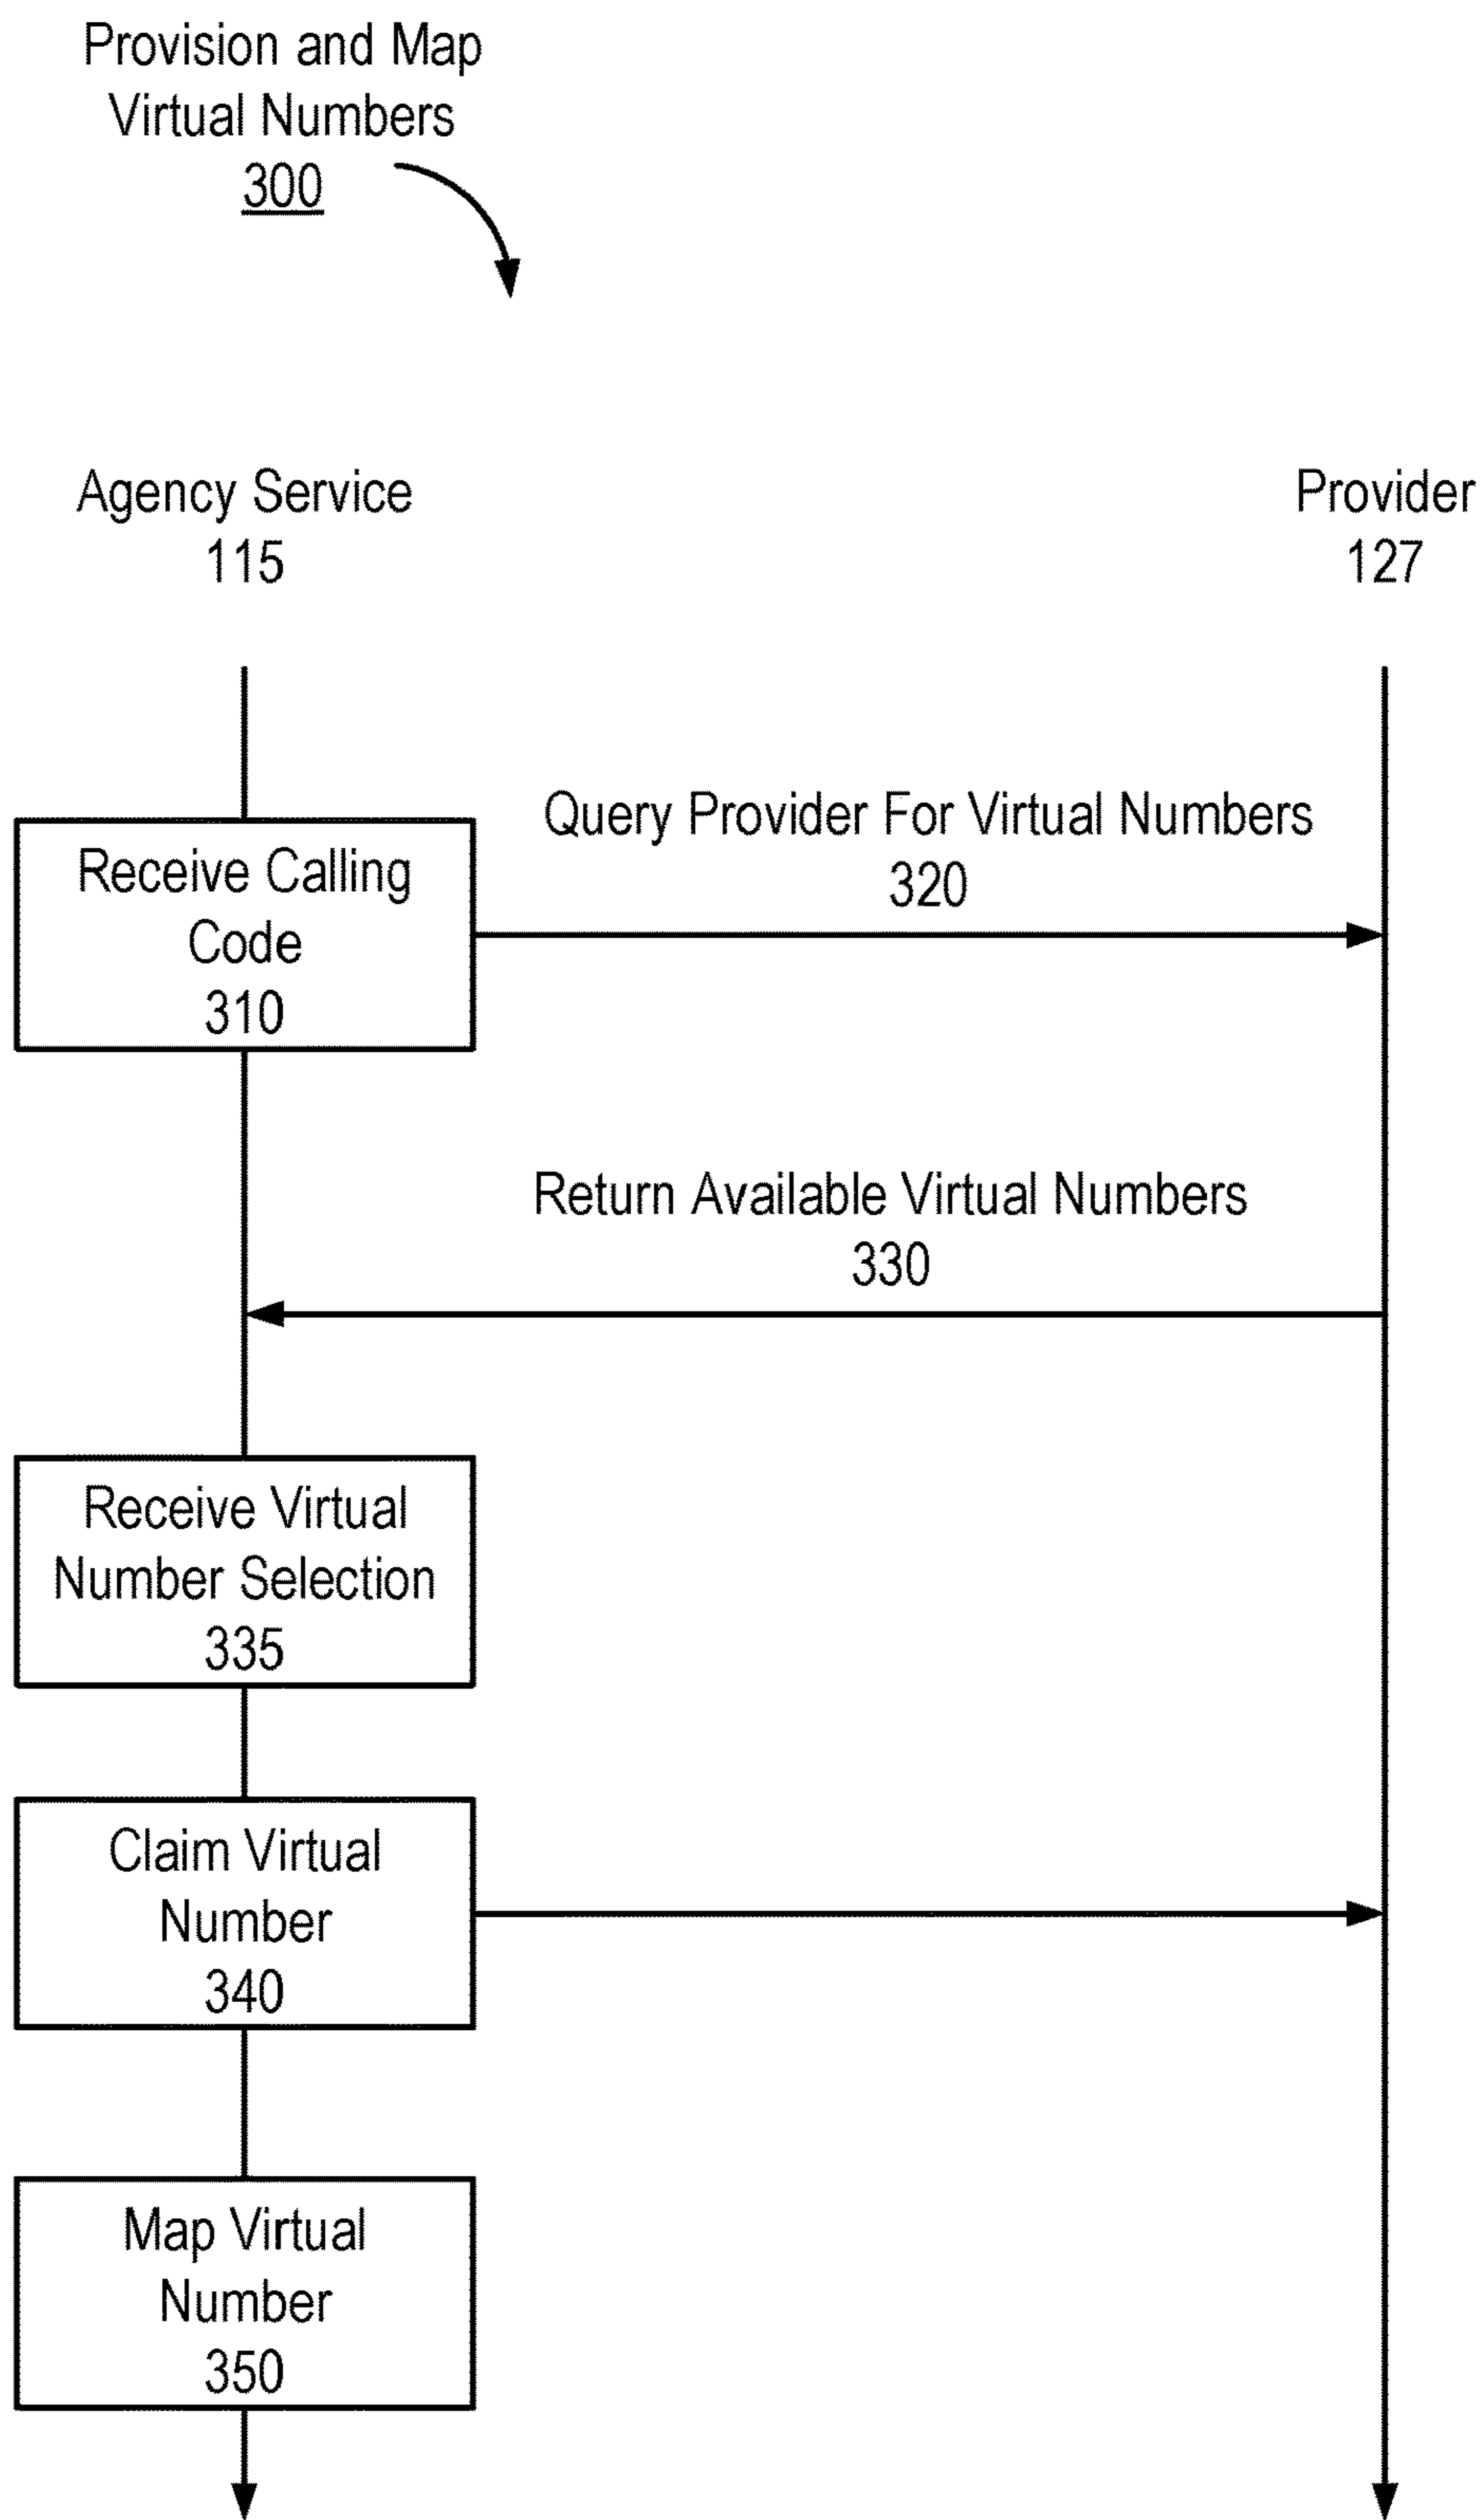 Provision and Map
Virtual Numbers
300
Agency Service
115
Provider
127
Query Provider For Virtual Numbers
320
Receive Calling
Code
310
Return Available Virtual Numbers
330
Receive Virtual
Number Selection
335
Claim Virtual
Number
340
Map Virtual
Number
350